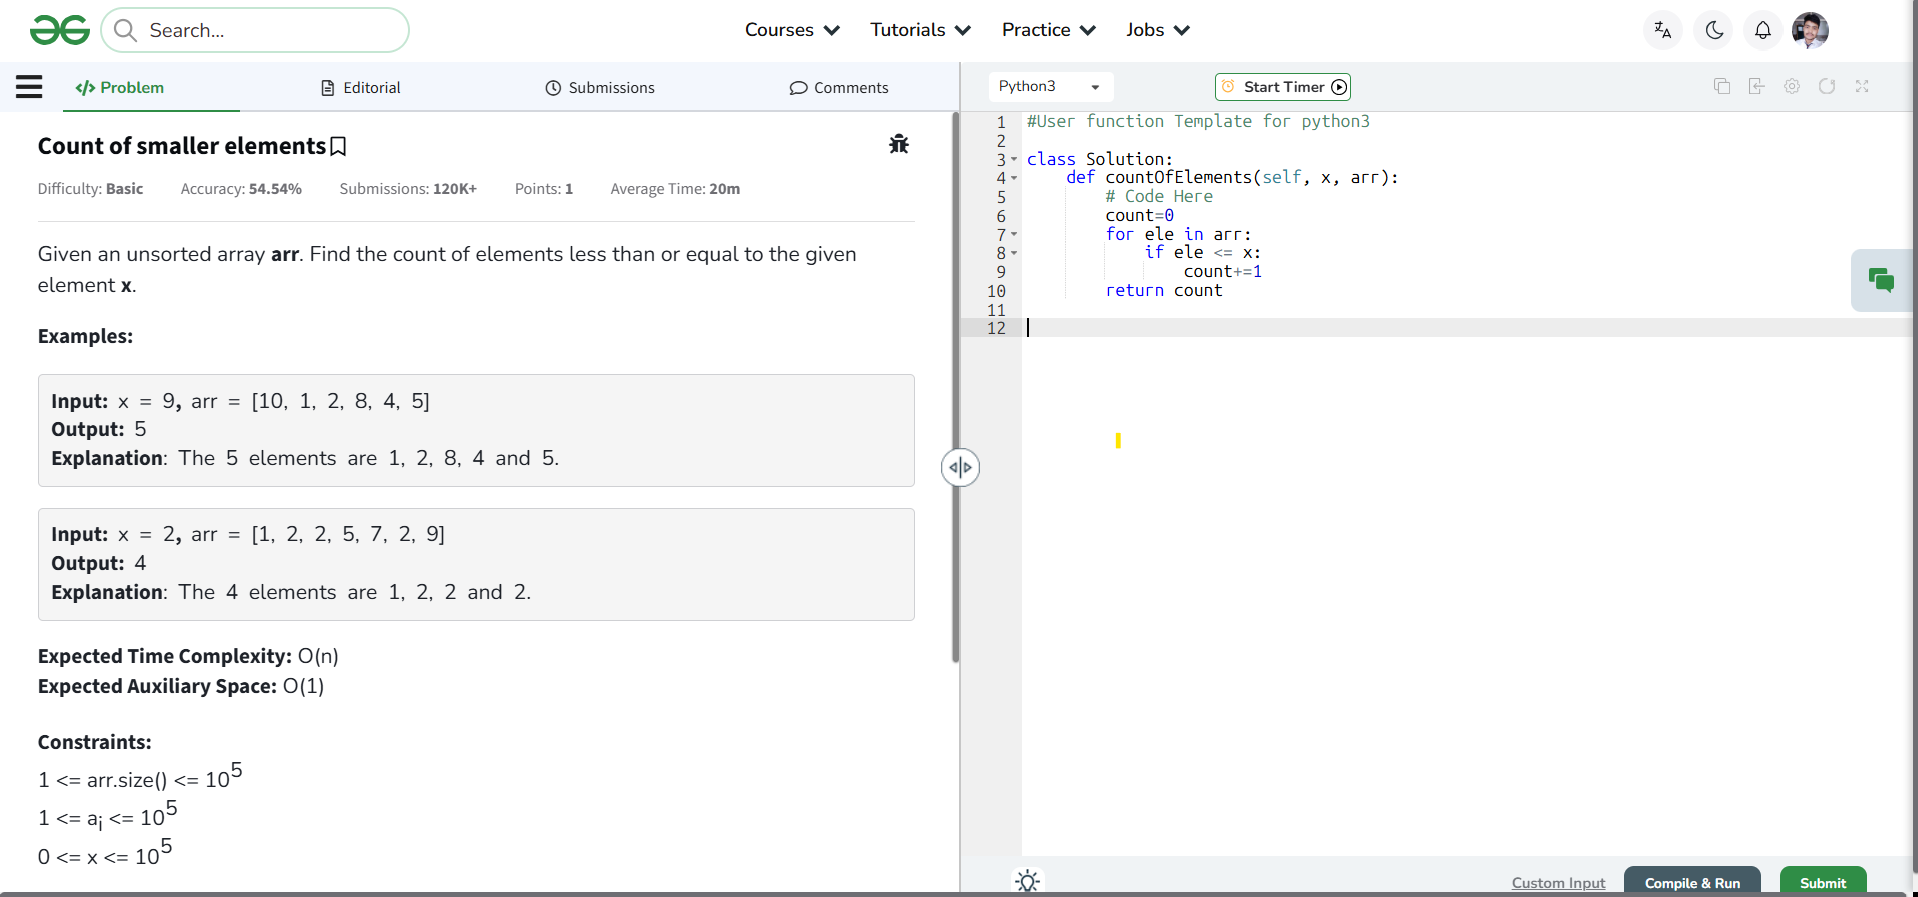 Search...
Courses
Tutorials
Practice
Jobs
</> Problem
Editorial
Submissions
Comments
Count of smaller elements
Difficulty: Basic Accuracy: 54.54% Submissions: 120K+ Points: 1 Average Time: 20m
Given an unsorted array arr. Find the count of elements less than or equal to the given
element x.
Examples:
Input: x = 9, arr = [10, 1, 2, 8, 4, 5]
Output: 5
Explanation: The 5 elements are 1, 2, 8, 4 and 5.
Input: x = 2, arr = [1, 2, 2, 5, 7, 2, 9]
Output: 4
Explanation: The 4 elements are 1, 2, 2 and 2.
Expected Time Complexity: O(n)
Expected Auxiliary Space: O(1)
Constraints:
1 <= arr.size() <= 10⁵
1 <= aᵢ <= 10⁵
0 <= x <= 10⁵
Python3
Start Timer
1 #User function Template for python3
2
3 class Solution:
4     def countOfElements(self, x, arr):
5         # Code Here
6         count=0
7         for ele in arr:
8             if ele <= x:
9                 count+=1
10         return count
11
12
Custom Input
Compile & Run
Submit